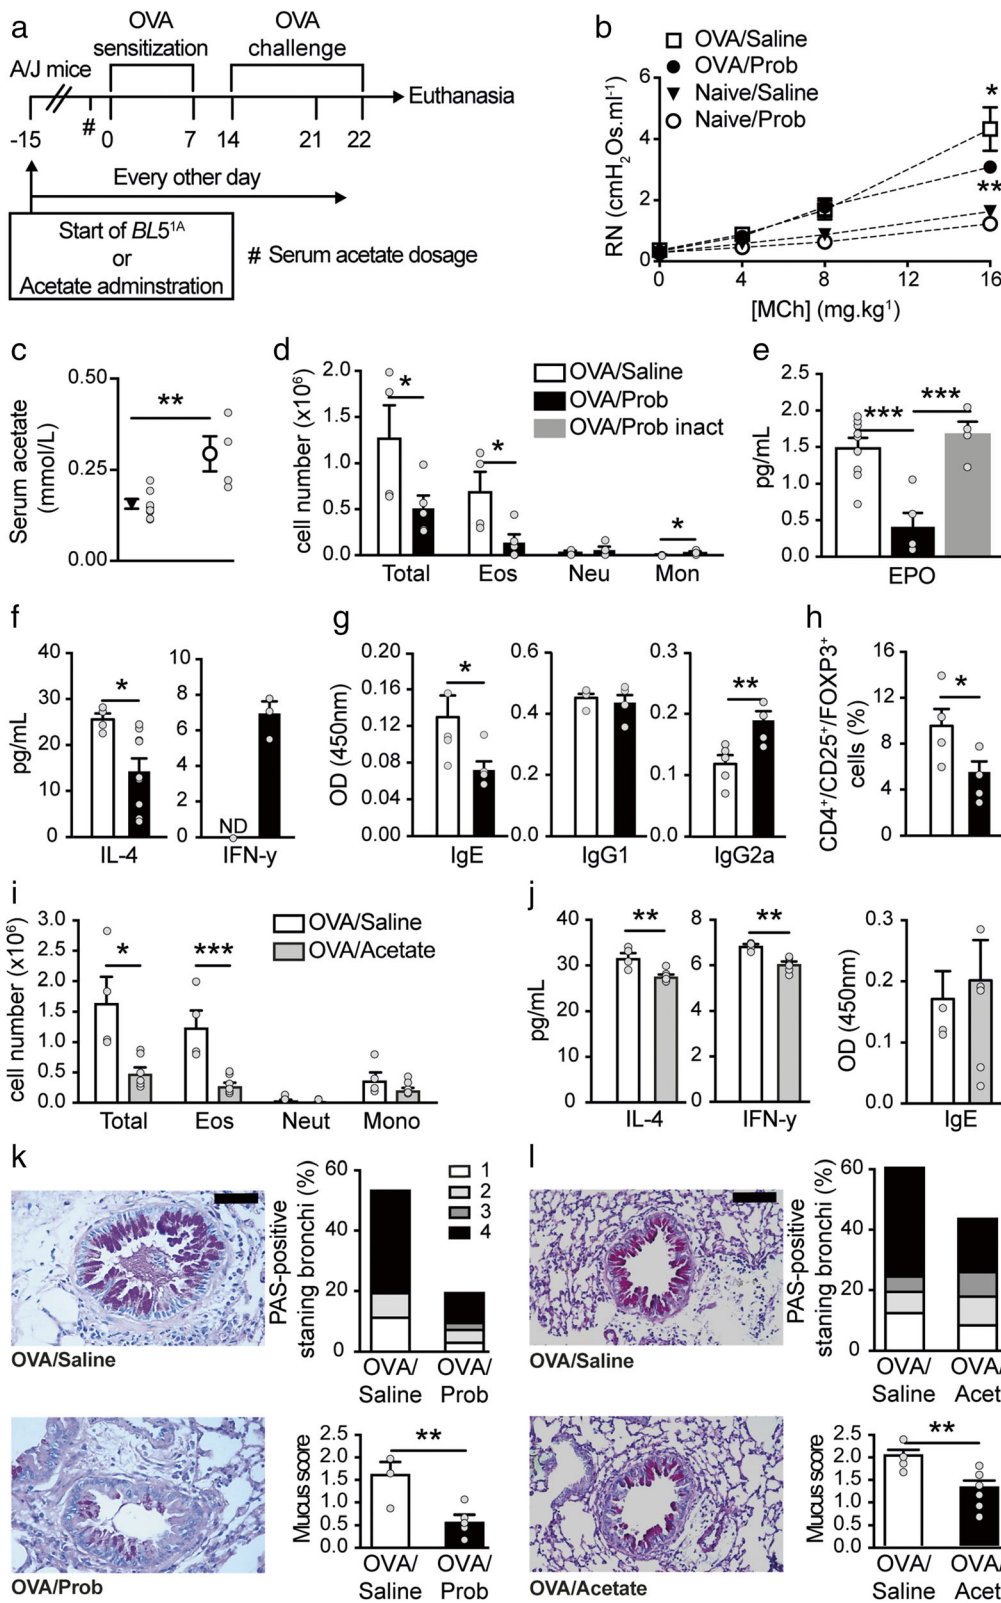 a
OVA
sensitization
OVA
challenge
A/J mice
Euthanasia
#
-15
0
7
14
21
22
Every other day
Start of BL5¹ᴬ
or
Acetate adminstration
# Serum acetate dosage
b
OVA/Saline
OVA/Prob
Naive/Saline
Naive/Prob
RN (cmH₂Os.ml⁻¹)
6
4
2
0
*
**
0
4
8
12
16
[MCh] (mg.kg¹)
c
Serum acetate
(mmol/L)
0.50
0.25
0.00
**
d
cell number (x10⁶)
2.0
1.5
1.0
0.5
0.0
*
*
*
Total
Eos
Neu
Mon
OVA/Saline
OVA/Prob
OVA/Prob inact
e
pg/mL
2.5
2.0
1.5
1.0
0.5
0.0
***
***
EPO
f
pg/mL
40
30
20
10
0
*
IL-4
10
8
6
4
2
0
ND
IFN-y
g
OD (450nm)
0.16
0.12
0.08
0.04
0.00
*
IgE
0.6
0.4
0.2
0.0
IgG1
0.3
0.2
0.1
0.0
**
IgG2a
h
CD4⁺/CD25⁺/FOXP3⁺
cells (%)
16
12
8
4
0
*
i
cell number (x10⁶)
3.0
2.5
2.0
1.5
1.0
0.5
0.0
*
***
OVA/Saline
OVA/Acetate
Total
Eos
Neut
Mono
j
pg/mL
40
30
20
10
0
**
IL-4
8
6
4
2
0
**
IFN-y
OD (450nm)
0.3
0.2
0.1
0.0
IgE
k
OVA/Saline
PAS-positive
staning bronchi (%)
60
40
20
0
1
2
3
4
OVA/
Saline
OVA/
Prob
OVA/Prob
Mucus score
2.5
2.0
1.5
1.0
0.5
0.0
**
OVA/
Saline
OVA/
Prob
l
OVA/Saline
PAS-positive
staning bronchi (%)
60
40
20
0
OVA/
Saline
OVA/
Acet
OVA/Acetate
Mucus score
2.5
2.0
1.5
1.0
0.5
0.0
**
OVA/
Saline
OVA/
Acet